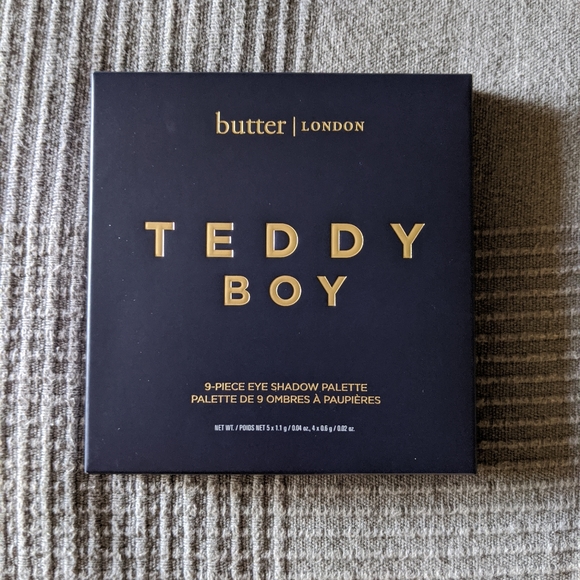 butter | LONDON
TEDDY
BOY
9-PIECE EYE SHADOW PALETTE
PALETTE DE 9 OMBRES À PAUPIÈRES
NET WT. / POIDS NET 5 x 1.1 g / 0.04 oz., 4 x 0.6 g / 0.02 oz.